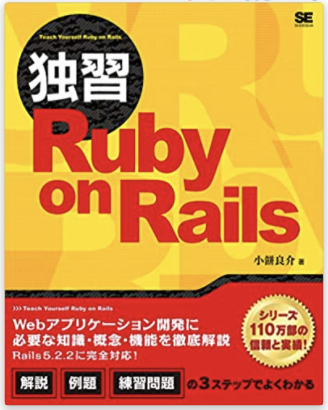 Teach Yourself Ruby on Rails
SE
SHOEISHA
独習
Ruby
on Rails
小餅良介 著
>>> Teach Yourself Ruby on Rails
Webアプリケーション開発に
必要な知識・概念・機能を徹底解説
Rails5.2.2に完全対応!
シリーズ
110万部の
信頼と実績!
解説 例題 練習問題 の3ステップでよくわかる